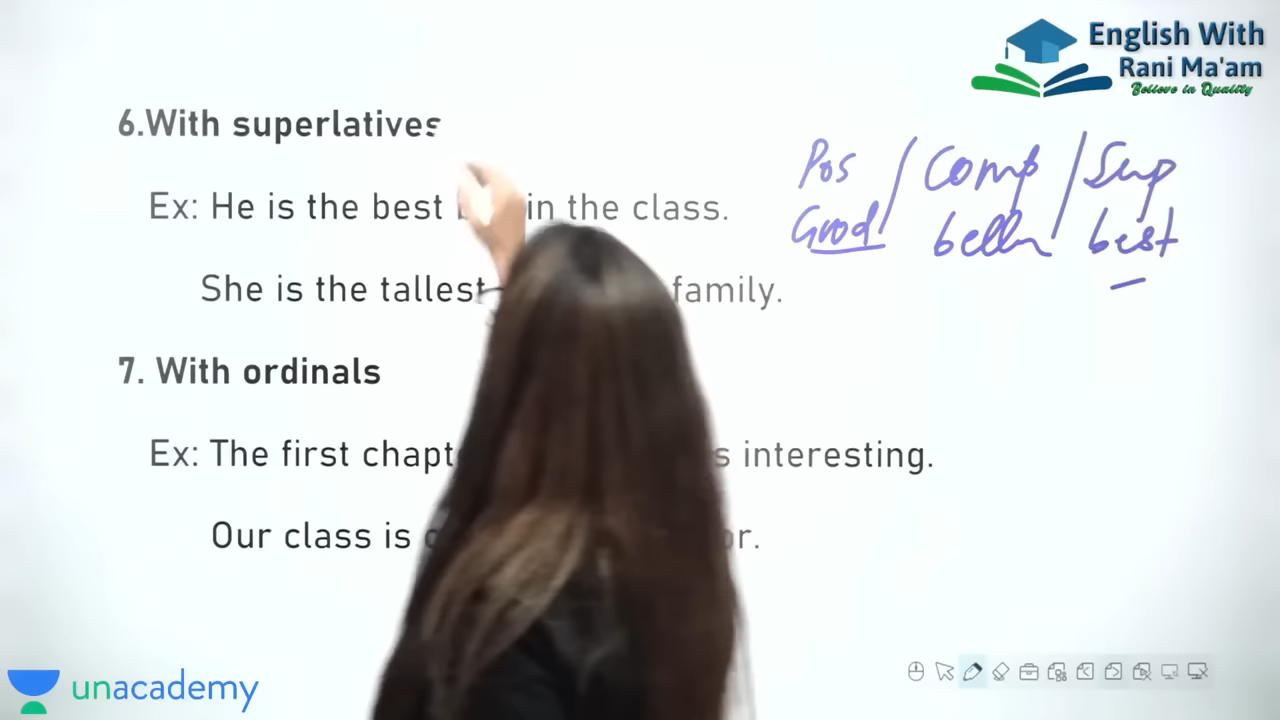 English With
Rani Ma'am
Believe in Quality
6.With superlatives
Ex: He is the best in the class.
She is the tallest family.
7. With ordinals
Ex: The first interesting.
Our class is
Pos / Comp / Sup
Good better best
unacademy